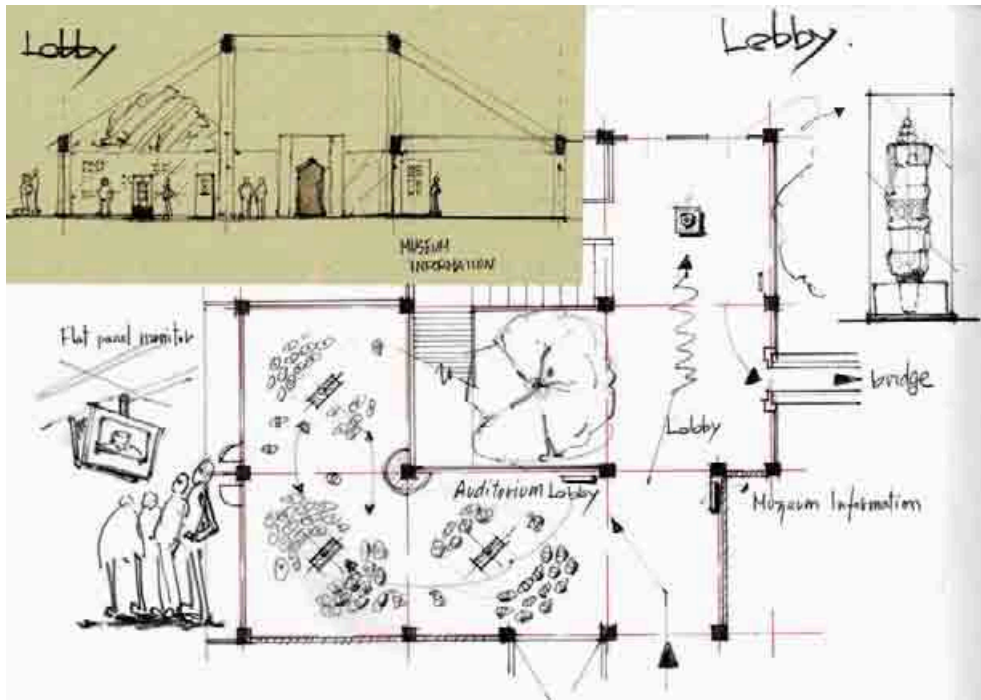 Lobby
Lobby.
MUSEUM
INFORMATION
Flat panel monitor
bridge
Lobby
Auditorium Lobby
Museum Information